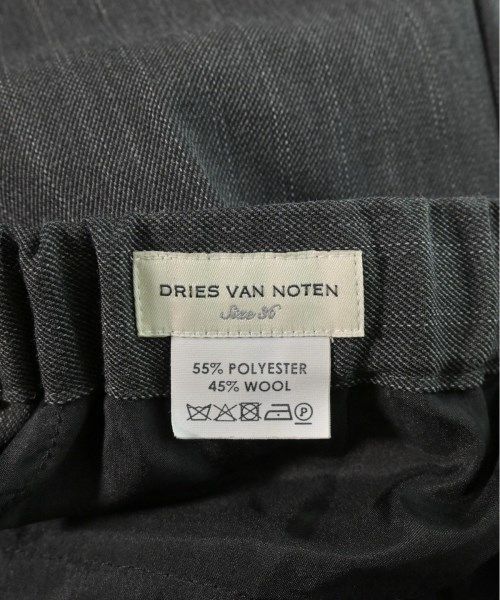 DRIES VAN NOTEN
Size 36
55% POLYESTER
45% WOOL
P